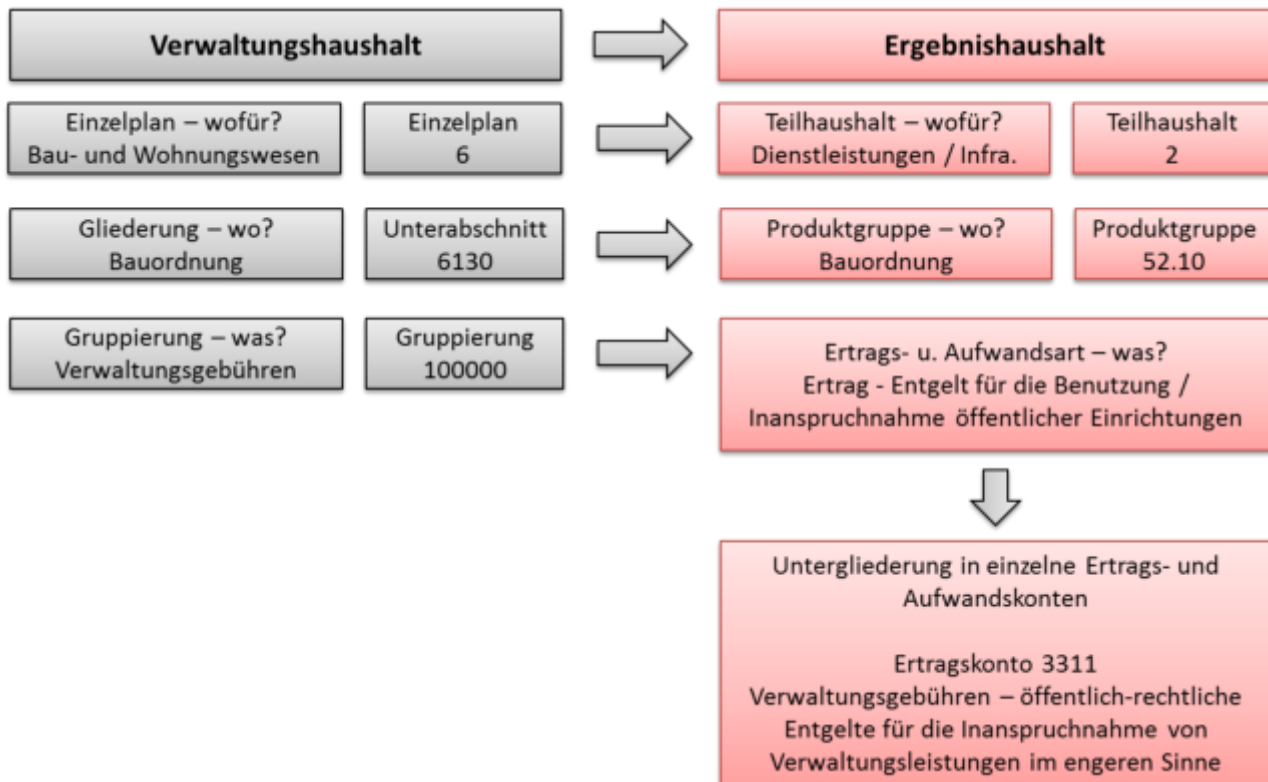 Verwaltungshaushalt
Ergebnishaushalt
Einzelplan – wofür?
Bau- und Wohnungswesen
Einzelplan
6
Teilhaushalt – wofür?
Dienstleistungen / Infra.
Teilhaushalt
2
Gliederung – wo?
Bauordnung
Unterabschnitt
6130
Produktgruppe – wo?
Bauordnung
Produktgruppe
52.10
Gruppierung – was?
Verwaltungsgebühren
Gruppierung
100000
Ertrags- u. Aufwandsart – was?
Ertrag - Entgelt für die Benutzung /
Inanspruchnahme öffentlicher Einrichtungen
Untergliederung in einzelne Ertrags- und
Aufwandskonten
Ertragskonto 3311
Verwaltungsgebühren – öffentlich-rechtliche
Entgelte für die Inanspruchnahme von
Verwaltungsleistungen im engeren Sinne